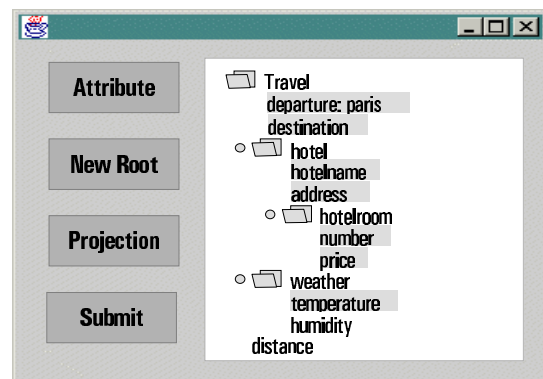 Attribute
New Root
Projection
Submit
Travel
departure: paris
destination
hotel
hotelname
address
hotelroom
number
price
weather
temperature
humidity
distance